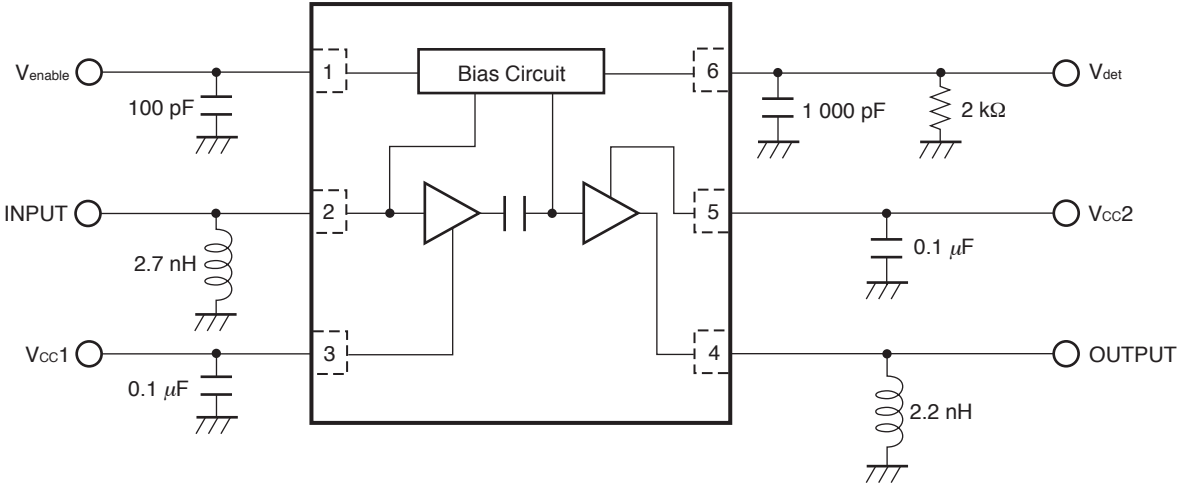 Venable
100 pF
1
Bias Circuit
6
1 000 pF
2 kΩ
Vdet
INPUT
2.7 nH
2
5
VCC2
0.1 μF
VCC1
0.1 μF
3
4
OUTPUT
2.2 nH